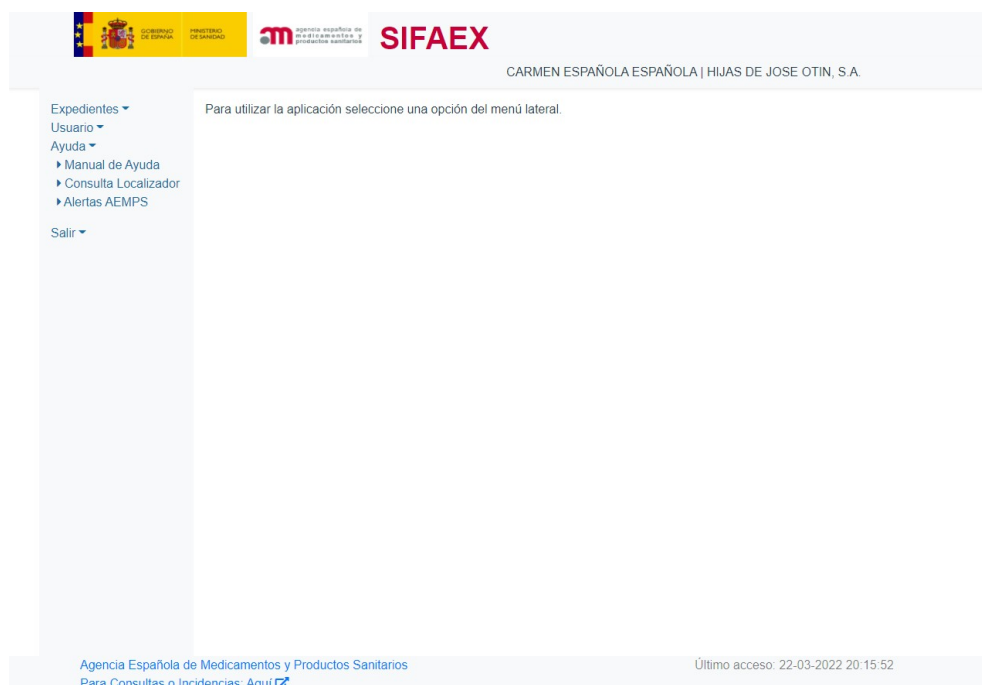 GOBIERNO MINISTERIO
DE ESPAÑA DE SANIDAD
agencia española de
medicamentos y
productos sanitarios
SIFAEX
CARMEN ESPAÑOLA ESPAÑOLA | HIJAS DE JOSE OTIN, S.A.
Expedientes
Para utilizar la aplicación seleccione una opción del menú lateral.
Usuario
Ayuda
Manual de Ayuda
Consulta Localizador
Alertas AEMPS
Salir
Agencia Española de Medicamentos y Productos Sanitarios
Último acceso: 22-03-2022 20:15:52
Para Consultas o Incidencias: Aquí